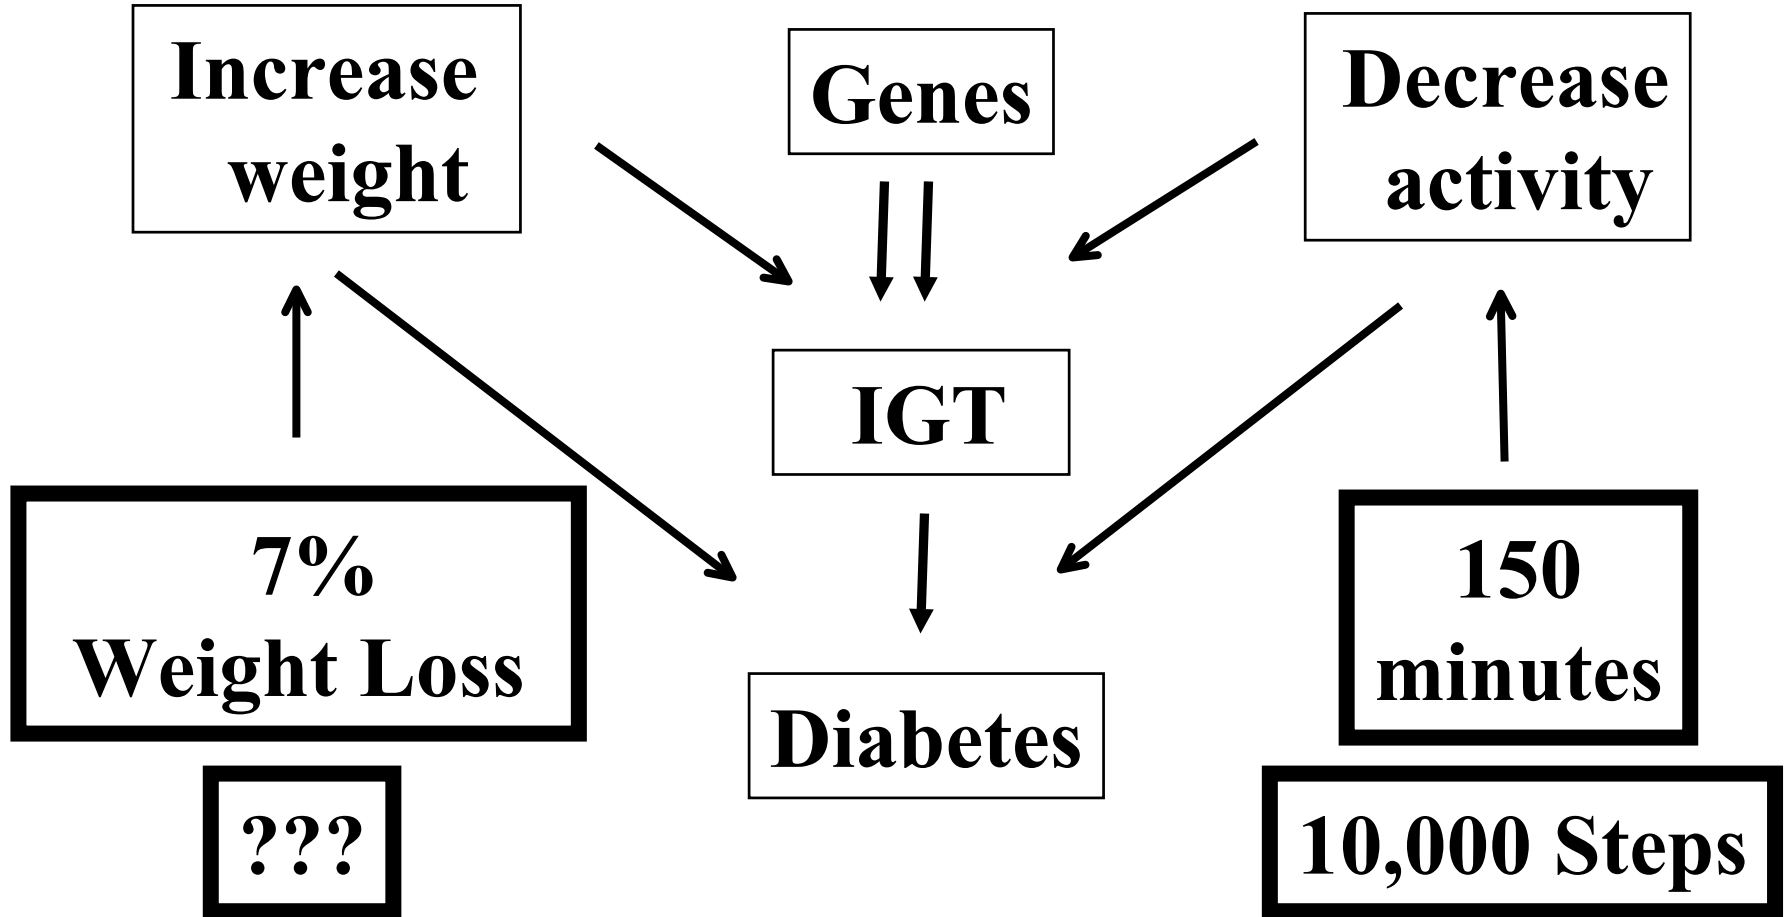 Increase
weight
Genes
Decrease
activity
IGT
7%
Weight Loss
150
minutes
Diabetes
???
10,000 Steps